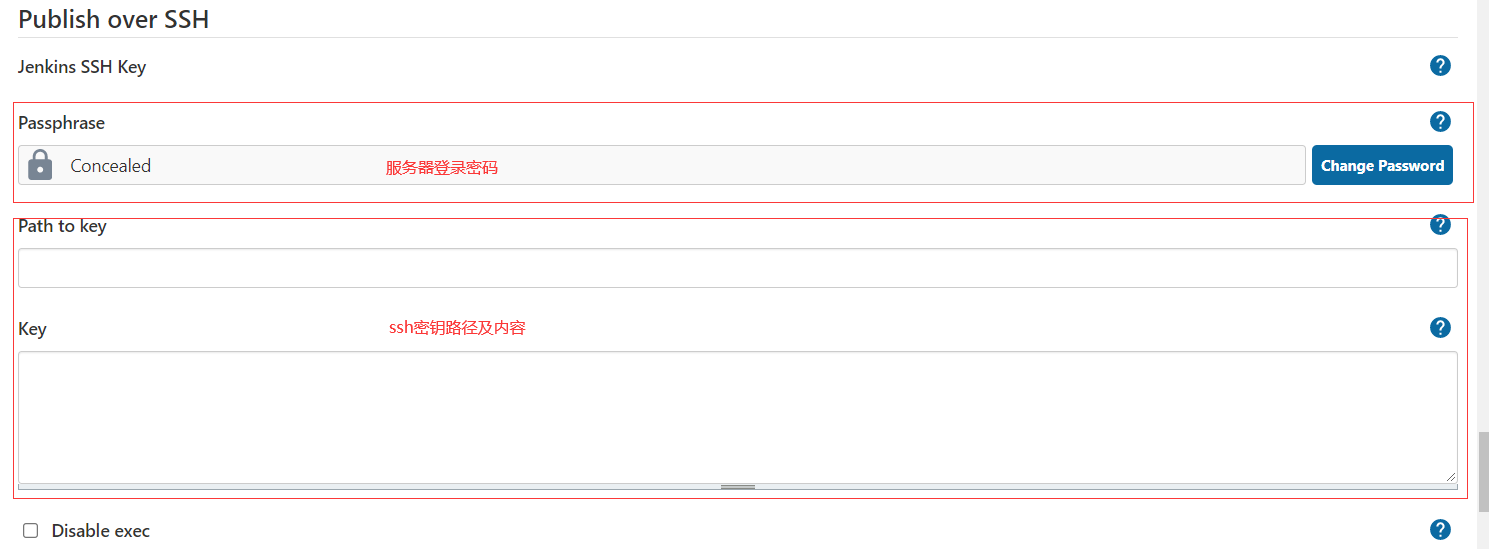 Publish over SSH
Jenkins SSH Key
Passphrase
Concealed
服务器登录密码
Change Password
Path to key
Key
ssh密钥路径及内容
Disable exec